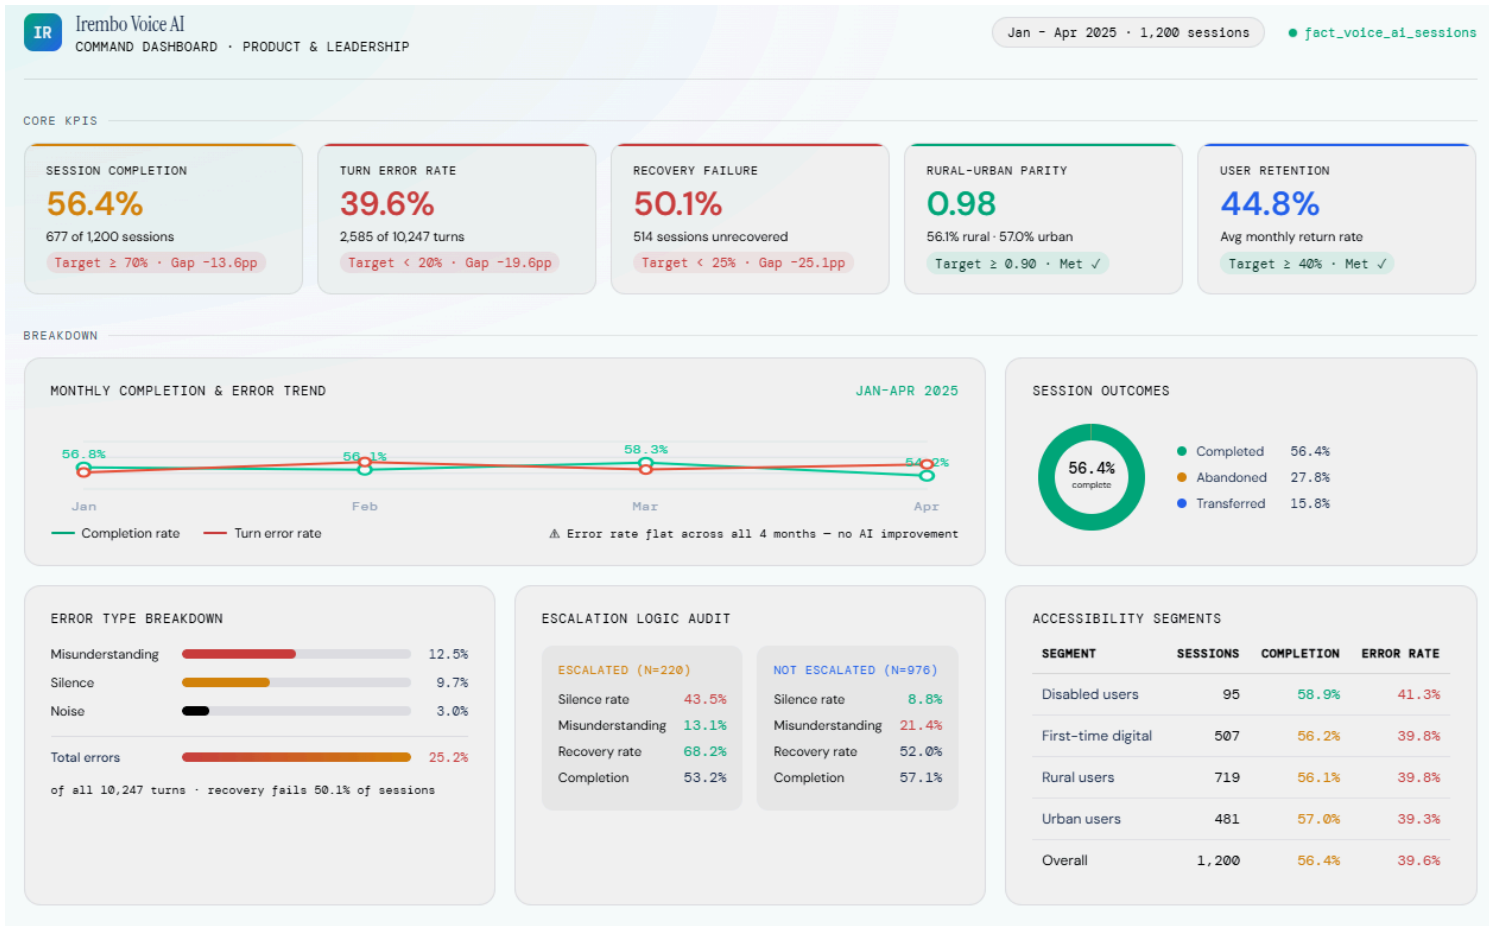 IR
Irembo Voice AI
COMMAND DASHBOARD · PRODUCT & LEADERSHIP
Jan – Apr 2025 · 1,200 sessions
fact_voice_ai_sessions
CORE KPIS
SESSION COMPLETION
56.4%
677 of 1,200 sessions
Target ≥ 70% · Gap -13.6pp
TURN ERROR RATE
39.6%
2,585 of 10,247 turns
Target < 20% · Gap -19.6pp
RECOVERY FAILURE
50.1%
514 sessions unrecovered
Target < 25% · Gap -25.1pp
RURAL-URBAN PARITY
0.98
56.1% rural · 57.0% urban
Target ≥ 0.90 · Met ✓
USER RETENTION
44.8%
Avg monthly return rate
Target ≥ 40% · Met ✓
BREAKDOWN
MONTHLY COMPLETION & ERROR TREND
JAN–APR 2025
56.8%
56.1%
58.3%
54.2%
Jan Feb Mar Apr
Completion rate
Turn error rate
⚠ Error rate flat across all 4 months — no AI improvement
SESSION OUTCOMES
56.4%
complete
Completed 56.4%
Abandoned 27.8%
Transferred 15.8%
ERROR TYPE BREAKDOWN
Misunderstanding 12.5%
Silence 9.7%
Noise 3.0%
Total errors 25.2%
of all 10,247 turns · recovery fails 50.1% of sessions
ESCALATION LOGIC AUDIT
ESCALATED (N=220)
Silence rate 43.5%
Misunderstanding 13.1%
Recovery rate 68.2%
Completion 53.2%
NOT ESCALATED (N=976)
Silence rate 8.8%
Misunderstanding 21.4%
Recovery rate 52.0%
Completion 57.1%
ACCESSIBILITY SEGMENTS
SEGMENT SESSIONS COMPLETION ERROR RATE
Disabled users 95 58.9% 41.3%
First-time digital 507 56.2% 39.8%
Rural users 719 56.1% 39.8%
Urban users 481 57.0% 39.3%
Overall 1,200 56.4% 39.6%